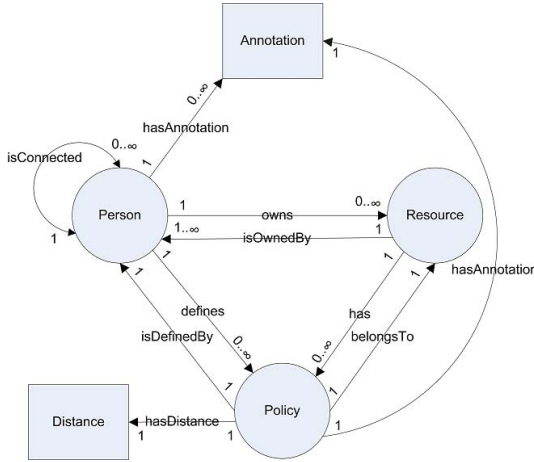 Annotation
1
0..∞
hasAnnotation
0..∞
isConnected
1
1
Person
1
owns
0..∞
Resource
1..∞
isOwnedBy
1
1
1
1
hasAnnotation
1
defines
has
isDefinedBy
belongsTo
0..∞
0..∞
1
1
Policy
Distance
hasDistance
1
1
1